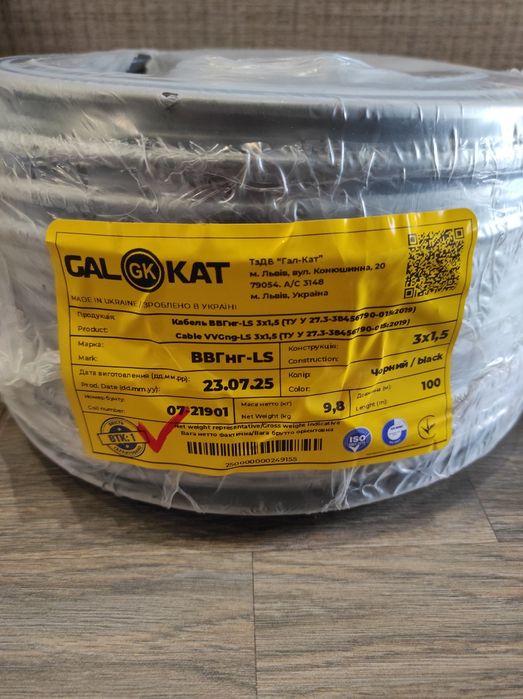 GAL GK KAT
ТзДВ "Гал-Кат"
м. Львів, вул. Конюшинна, 20
79054, А/С 3148
м. Львів, Україна
MADE IN UKRAINE / ЗРОБЛЕНО В УКРАЇНІ
Продукція: Кабель ВВГнг-LS 3х1,5 (ТУ У 27.3-38456790-015:2019)
Product: Cable VVGng-LS 3x1,5 (ТУ У 27.3-38456790-015:2019)
Марка:
Mark: ВВГнг-LS
Конструкція:
Construction: 3x1,5
Дата виготовлення (дд.мм.рр):
Prod. Date (dd.mm.yy): 23.07.25
Колір:
Color: Чорний / black
Номер бухти:
Coil number: 07-21901
Маса нетто (кг)
Net Weight (kg 9,8
Довжина (м)
Lenght (m) 100
Net weight representative/Gross weight indicative
Вага нетто фактична/Вага брутто орієнтовна
ВТК: 1
ISO